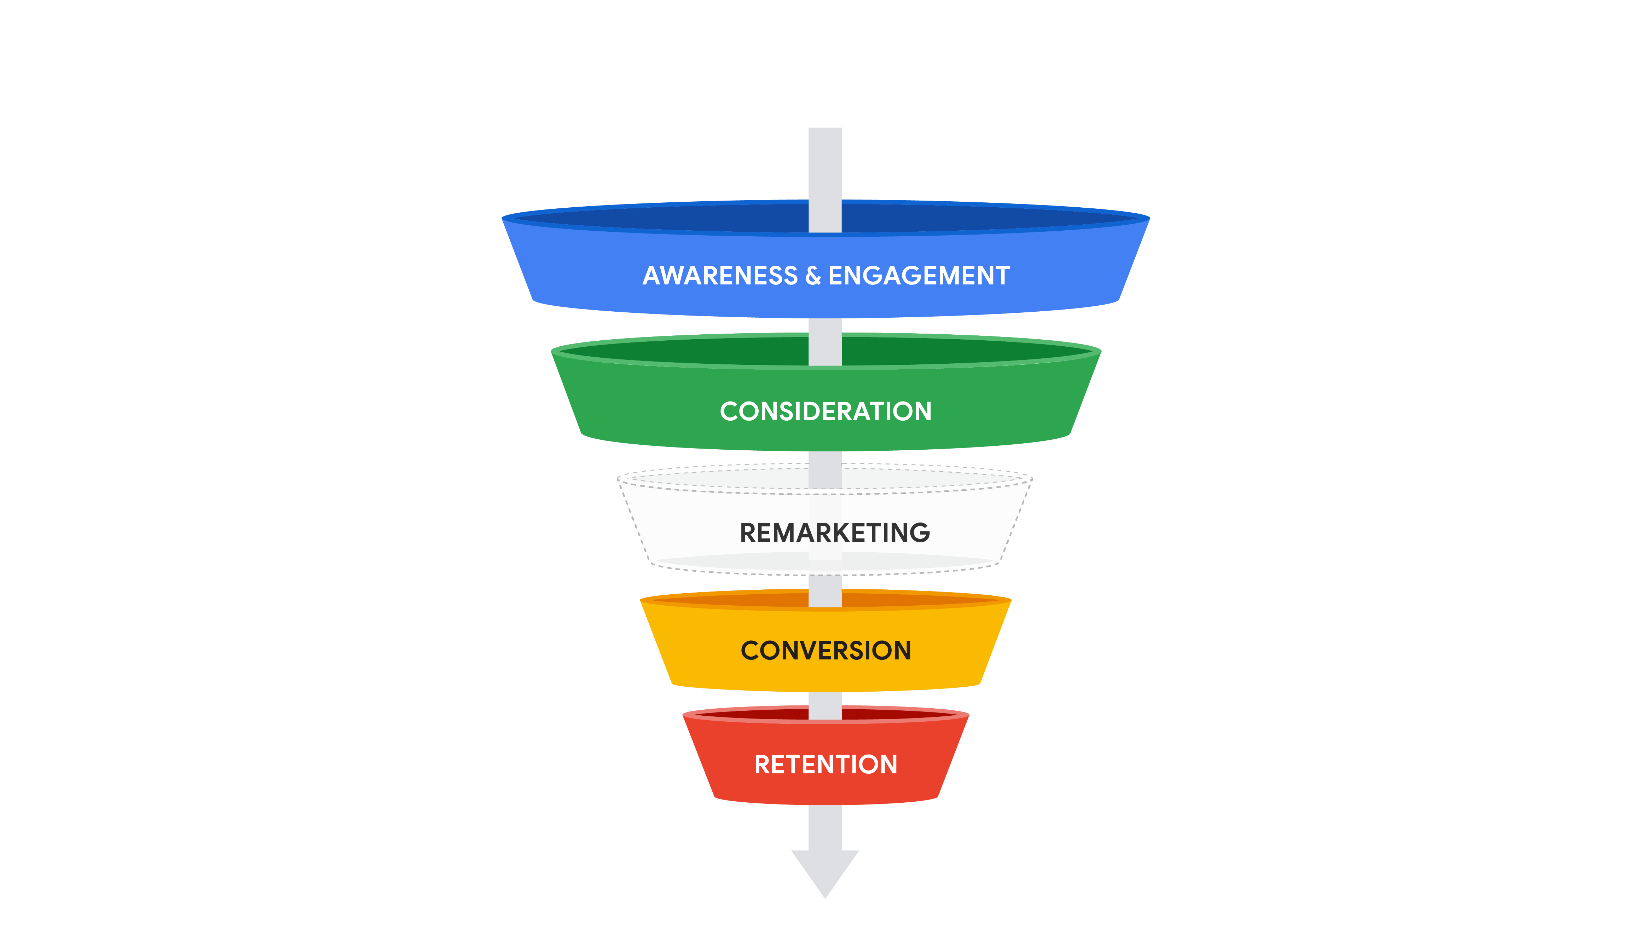 AWARENESS & ENGAGEMENT
CONSIDERATION
REMARKETING
CONVERSION
RETENTION